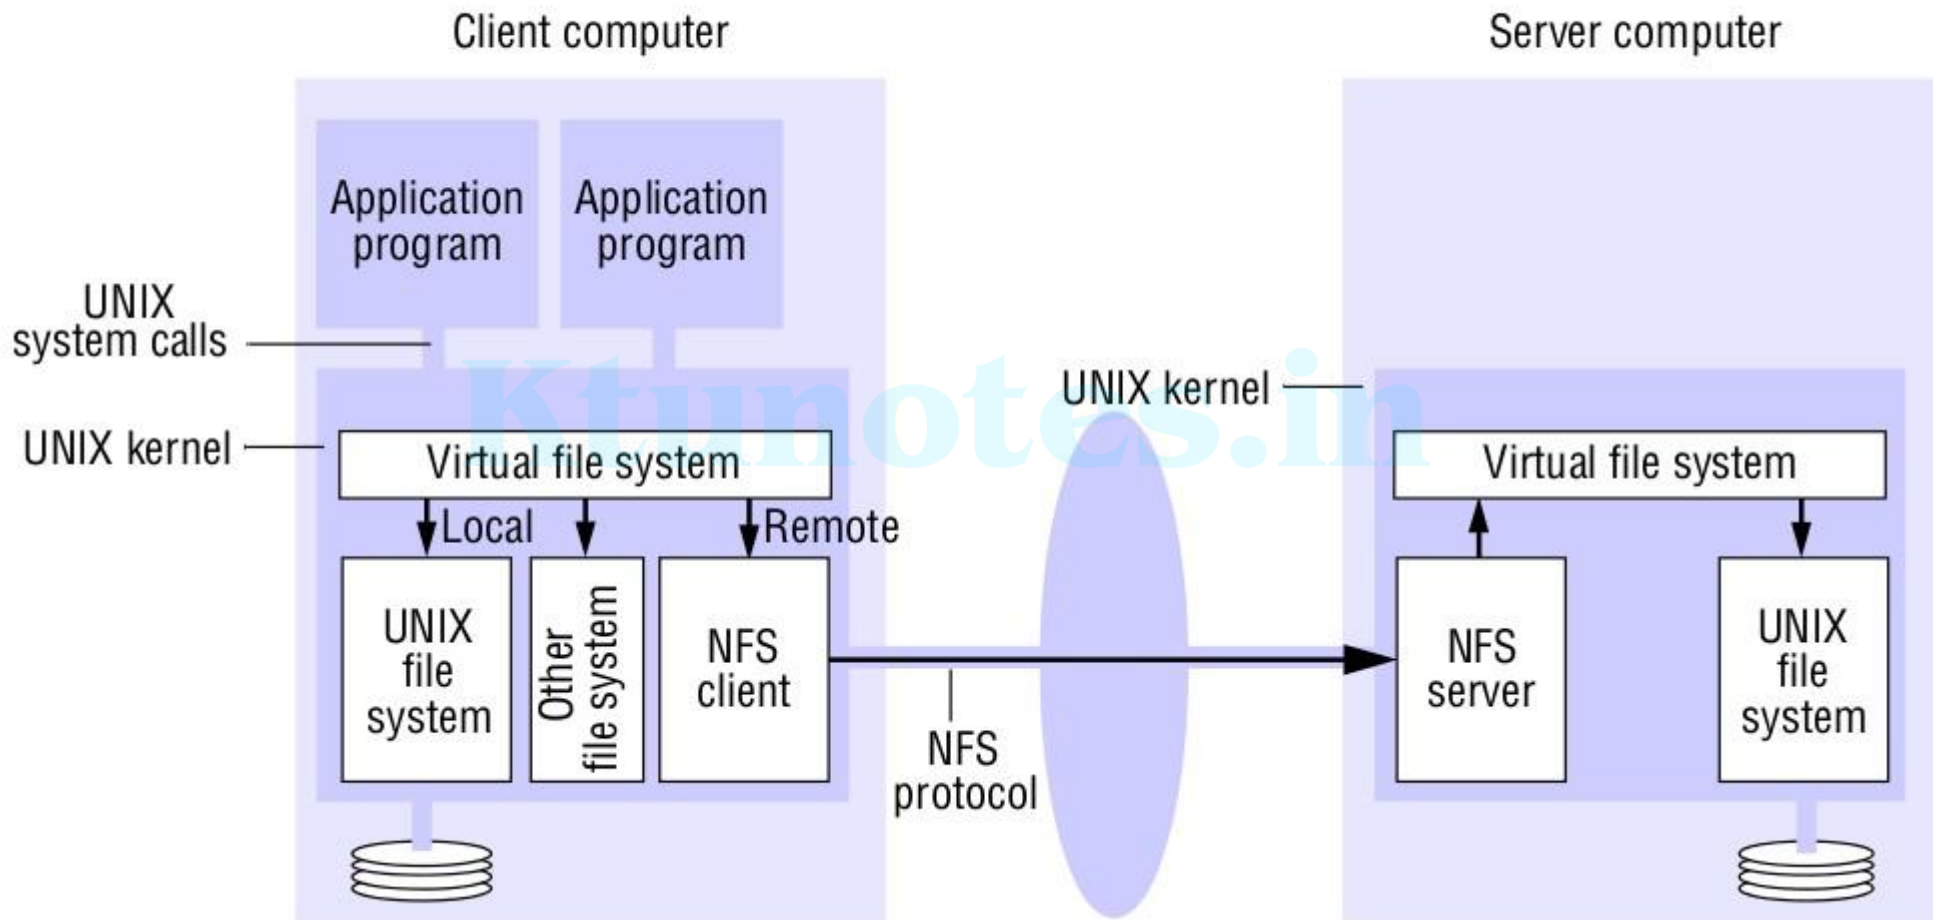 Client computer
Server computer
Application
program
Application
program
UNIX
system calls
UNIX kernel
UNIX kernel
Ktunotes.in
Virtual file system
Virtual file system
Local
Remote
UNIX
file
system
Other
file system
NFS
client
NFS
protocol
NFS
server
UNIX
file
system